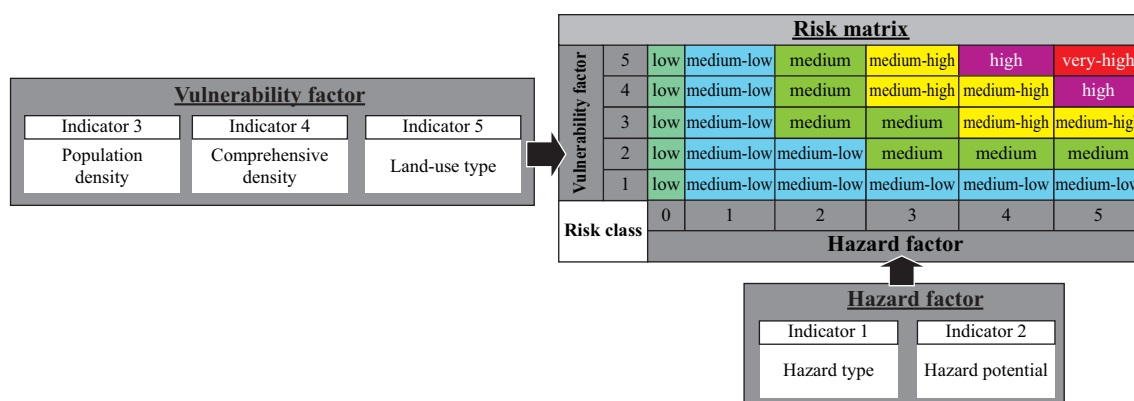 Risk matrix
Vulnerability factor
5 low medium-low medium medium-high high very-high
4 low medium-low medium medium-high medium-high high
3 low medium-low medium medium medium-high medium-high
2 low medium-low medium-low medium medium medium
1 low medium-low medium-low medium-low medium-low medium-low
Risk class
0 1 2 3 4 5
Hazard factor
Vulnerability factor
Indicator 3
Population
density
Indicator 4
Comprehensive
density
Indicator 5
Land-use type
Hazard factor
Indicator 1
Hazard type
Indicator 2
Hazard potential